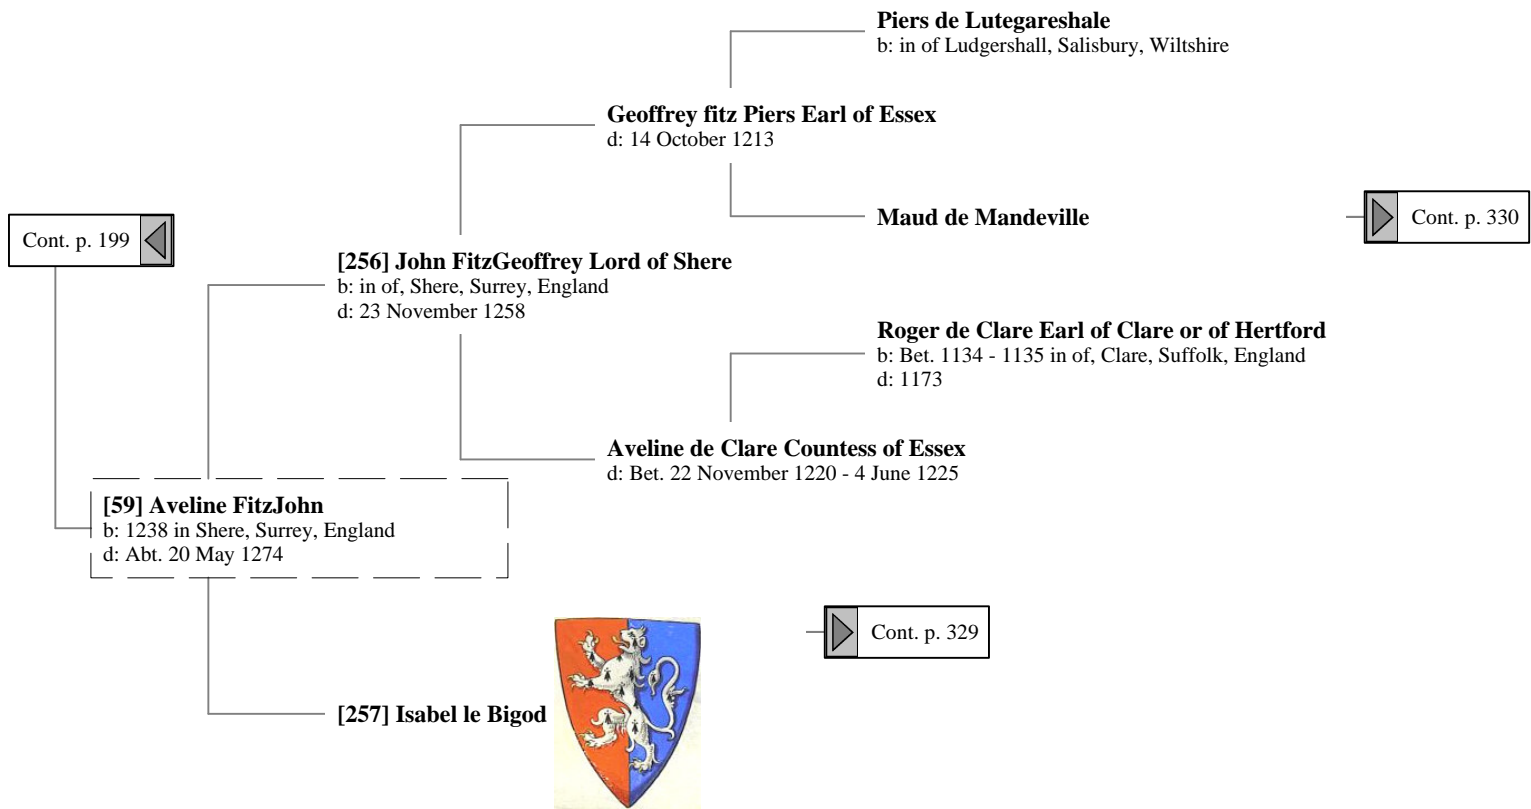 Piers de Lutegareshale
b: in of Ludgershall, Salisbury, Wiltshire
Geoffrey fitz Piers Earl of Essex
d: 14 October 1213
Maud de Mandeville
Cont. p. 330
Cont. p. 199
[256] John FitzGeoffrey Lord of Shere
b: in of, Shere, Surrey, England
d: 23 November 1258
Roger de Clare Earl of Clare or of Hertford
b: Bet. 1134 - 1135 in of, Clare, Suffolk, England
d: 1173
Aveline de Clare Countess of Essex
d: Bet. 22 November 1220 - 4 June 1225
[59] Aveline FitzJohn
b: 1238 in Shere, Surrey, England
d: Abt. 20 May 1274
Cont. p. 329
[257] Isabel le Bigod